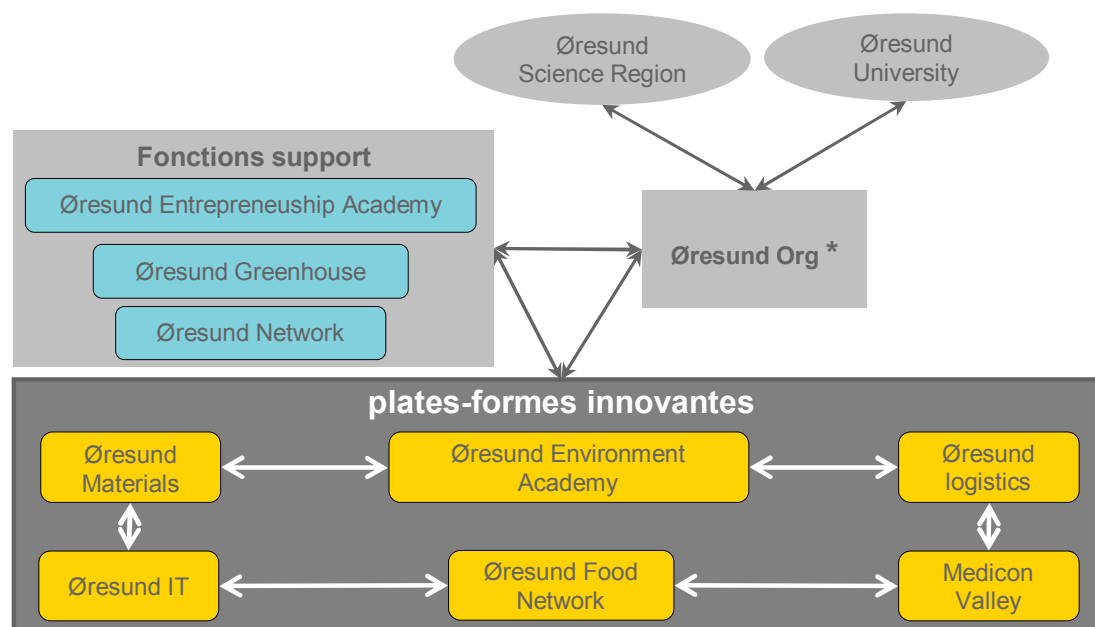 Øresund
Science Region
Øresund
University
Fonctions support
Øresund Entrepreneuship Academy
Øresund Greenhouse
Øresund Network
Øresund Org *
plates-formes innovantes
Øresund
Materials
Øresund Environment
Academy
Øresund
logistics
Øresund IT
Øresund Food
Network
Medicon
Valley